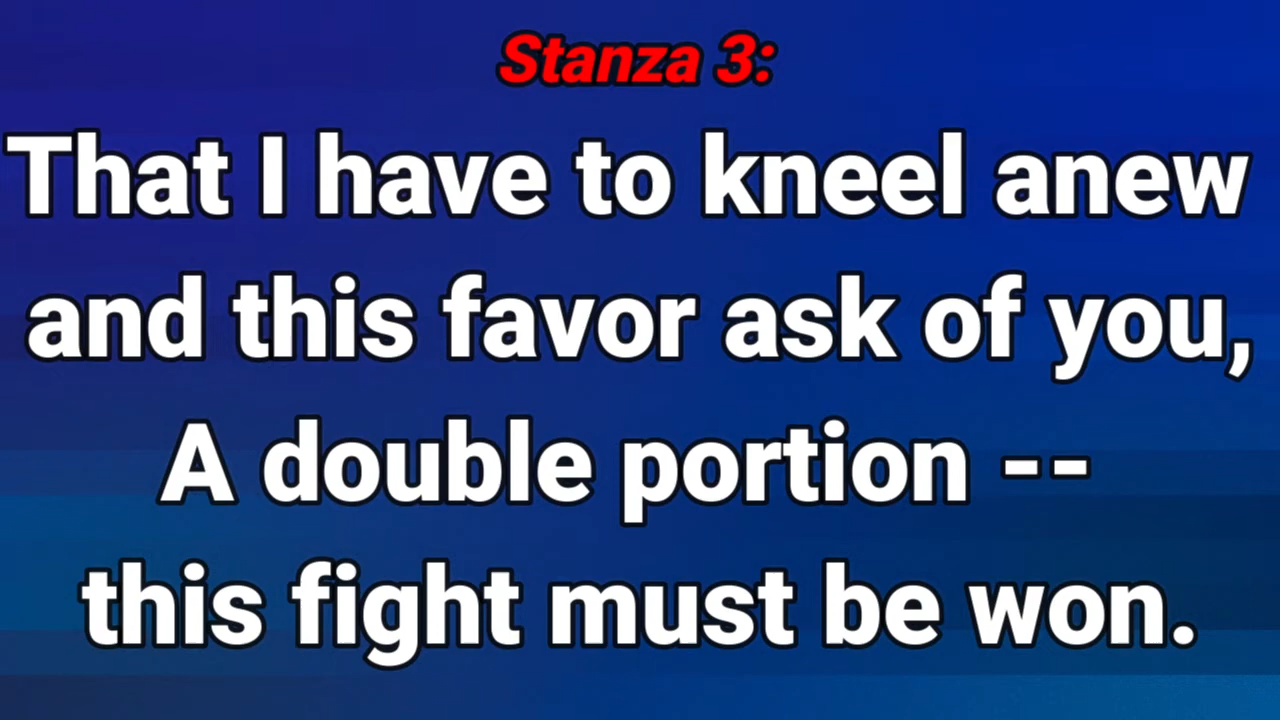 Stanza 3:
That I have to kneel anew
and this favor ask of you,
A double portion --
this fight must be won.